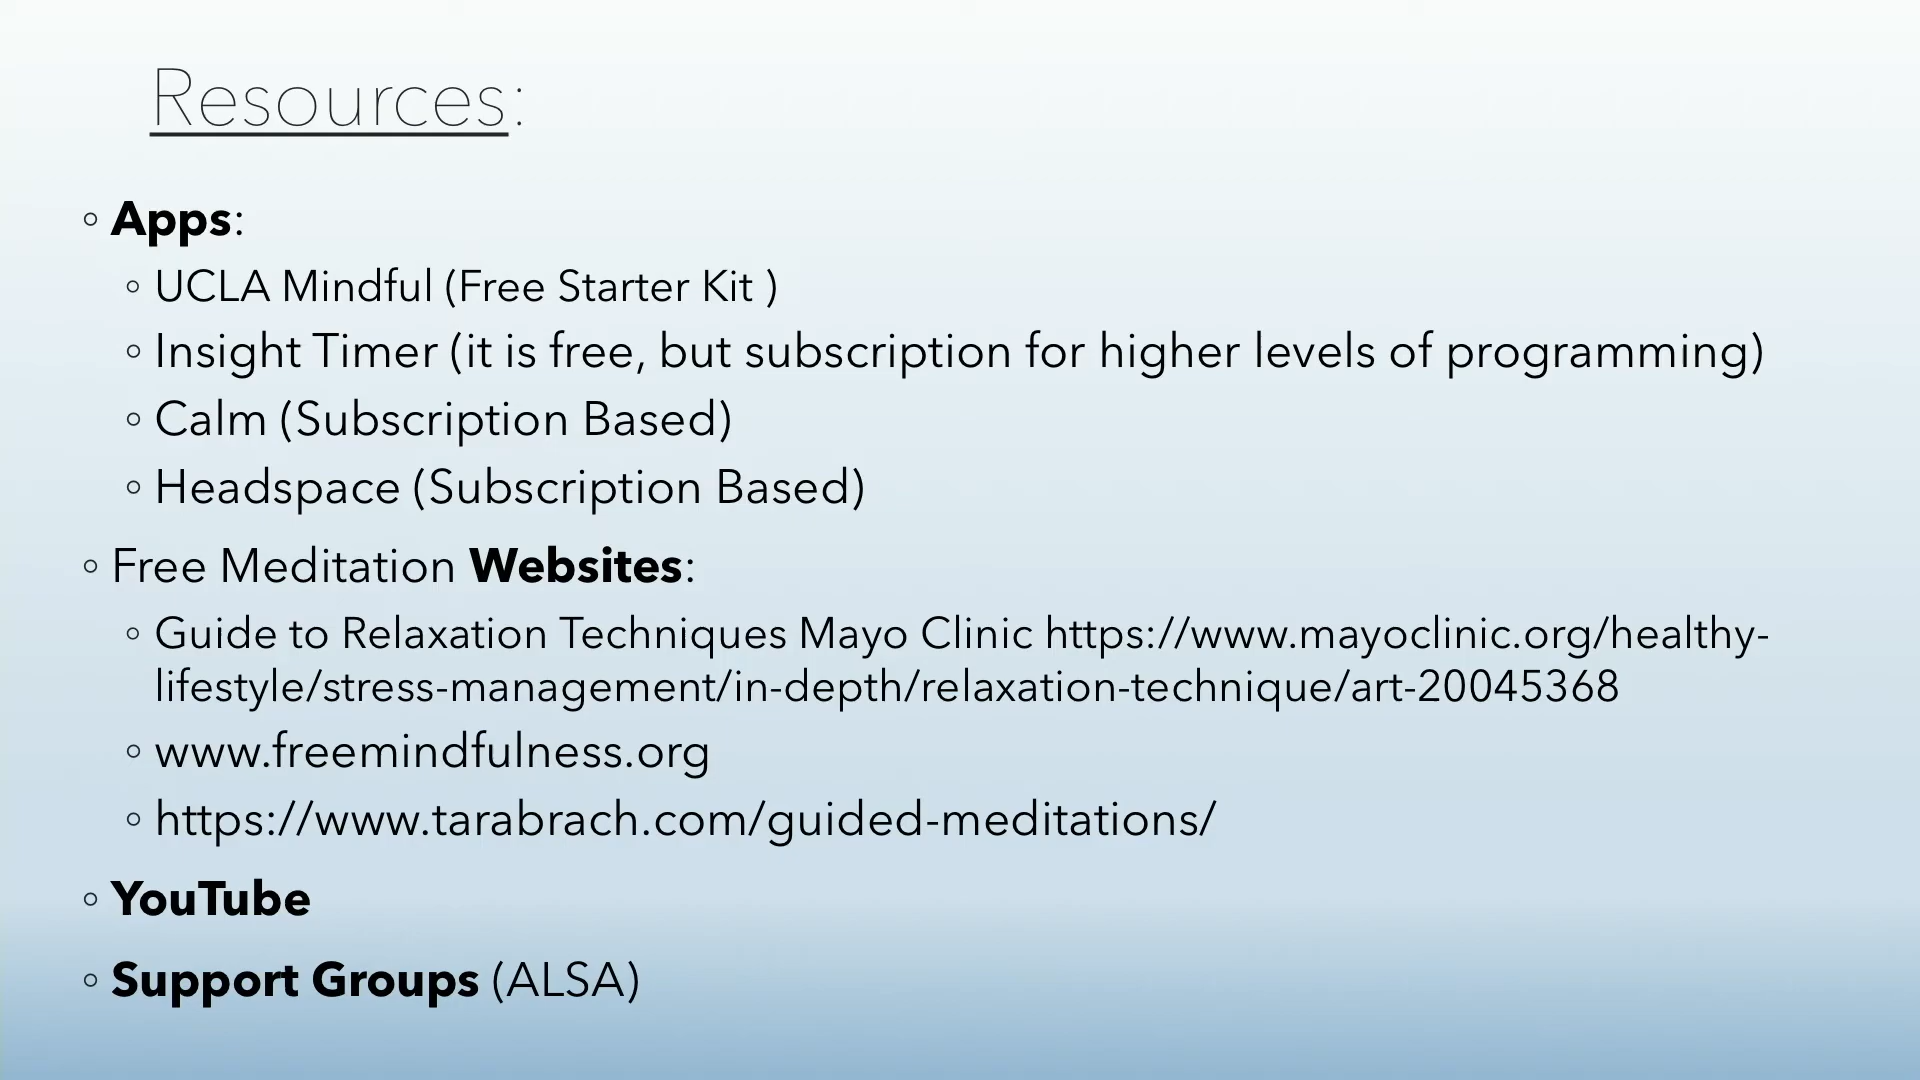 Resources:
◦ Apps:
◦ UCLA Mindful (Free Starter Kit )
◦ Insight Timer (it is free, but subscription for higher levels of programming)
◦ Calm (Subscription Based)
◦ Headspace (Subscription Based)
◦ Free Meditation Websites:
◦ Guide to Relaxation Techniques Mayo Clinic https://www.mayoclinic.org/healthy-
lifestyle/stress-management/in-depth/relaxation-technique/art-20045368
◦ www.freemindfulness.org
◦ https://www.tarabrach.com/guided-meditations/
◦ YouTube
◦ Support Groups (ALSA)